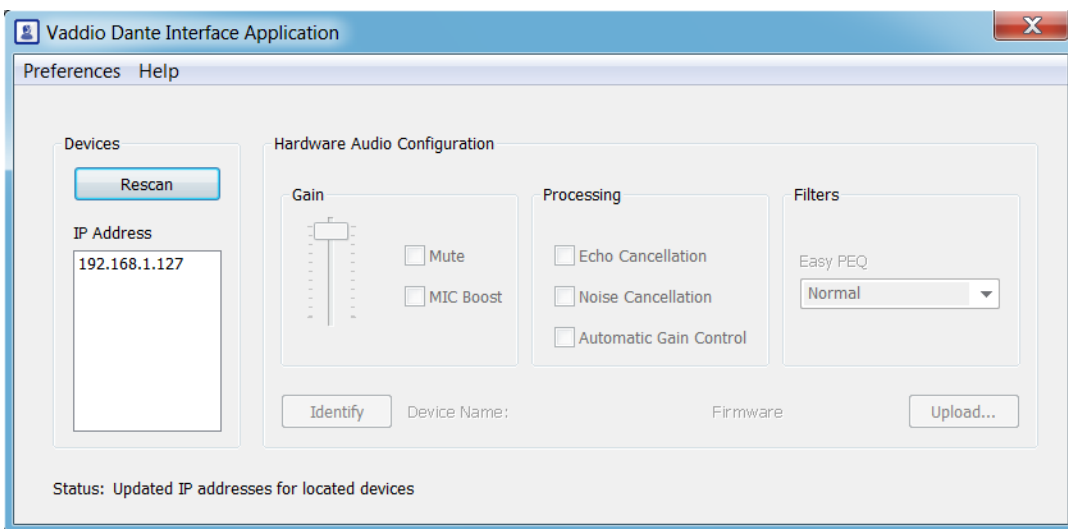 Vaddio Dante Interface Application
X
Preferences Help
Devices
Rescan
IP Address
192.168.1.127
Hardware Audio Configuration
Gain
Mute
MIC Boost
Processing
Echo Cancellation
Noise Cancellation
Automatic Gain Control
Filters
Easy PEQ
Normal
Identify Device Name: Firmware Upload...
Status: Updated IP addresses for located devices